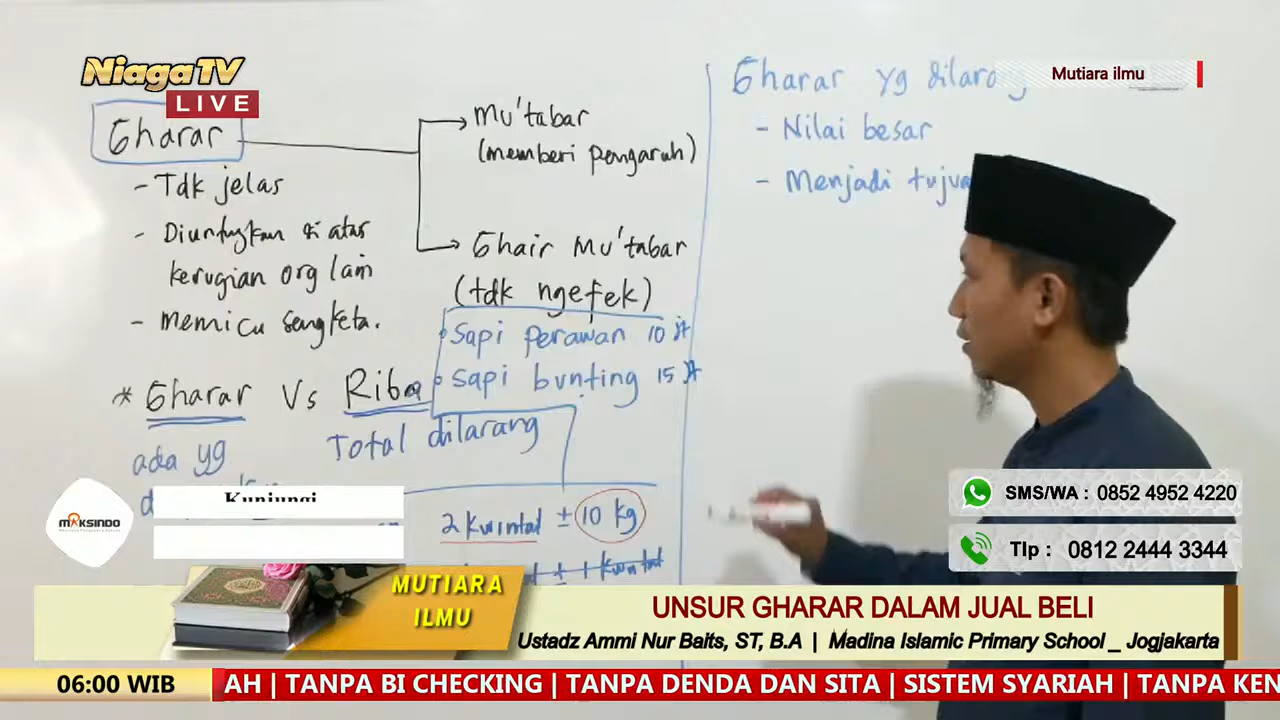 NiagaTV
LIVE
Mutiara ilmu
Gharar
- Tdk jelas
- Diuntungkan di atas
kerugian org lain
- Memicu sengketa.
Mu'tabar
(memberi pengaruh)
Ghair Mu'tabar
(tdk ngefek)
Sapi perawan 10 jt
Sapi bunting 15 jt
* Gharar Vs Riba
ada yg
Total dilarang
2 kwintal ± 10 kg
± 1 kwintal
Gharar yg dilarang
- Nilai besar
- Menjadi
MAKSINDO
Kunjungi
SMS/WA : 0852 4952 4220
Tlp : 0812 2444 3344
MUTIARA
ILMU
UNSUR GHARAR DALAM JUAL BELI
Ustadz Ammi Nur Baits, ST, B.A | Madina Islamic Primary School _ Jogjakarta
06:00 WIB
AH | TANPA BI CHECKING | TANPA DENDA DAN SITA | SISTEM SYARIAH | TANPA KEN